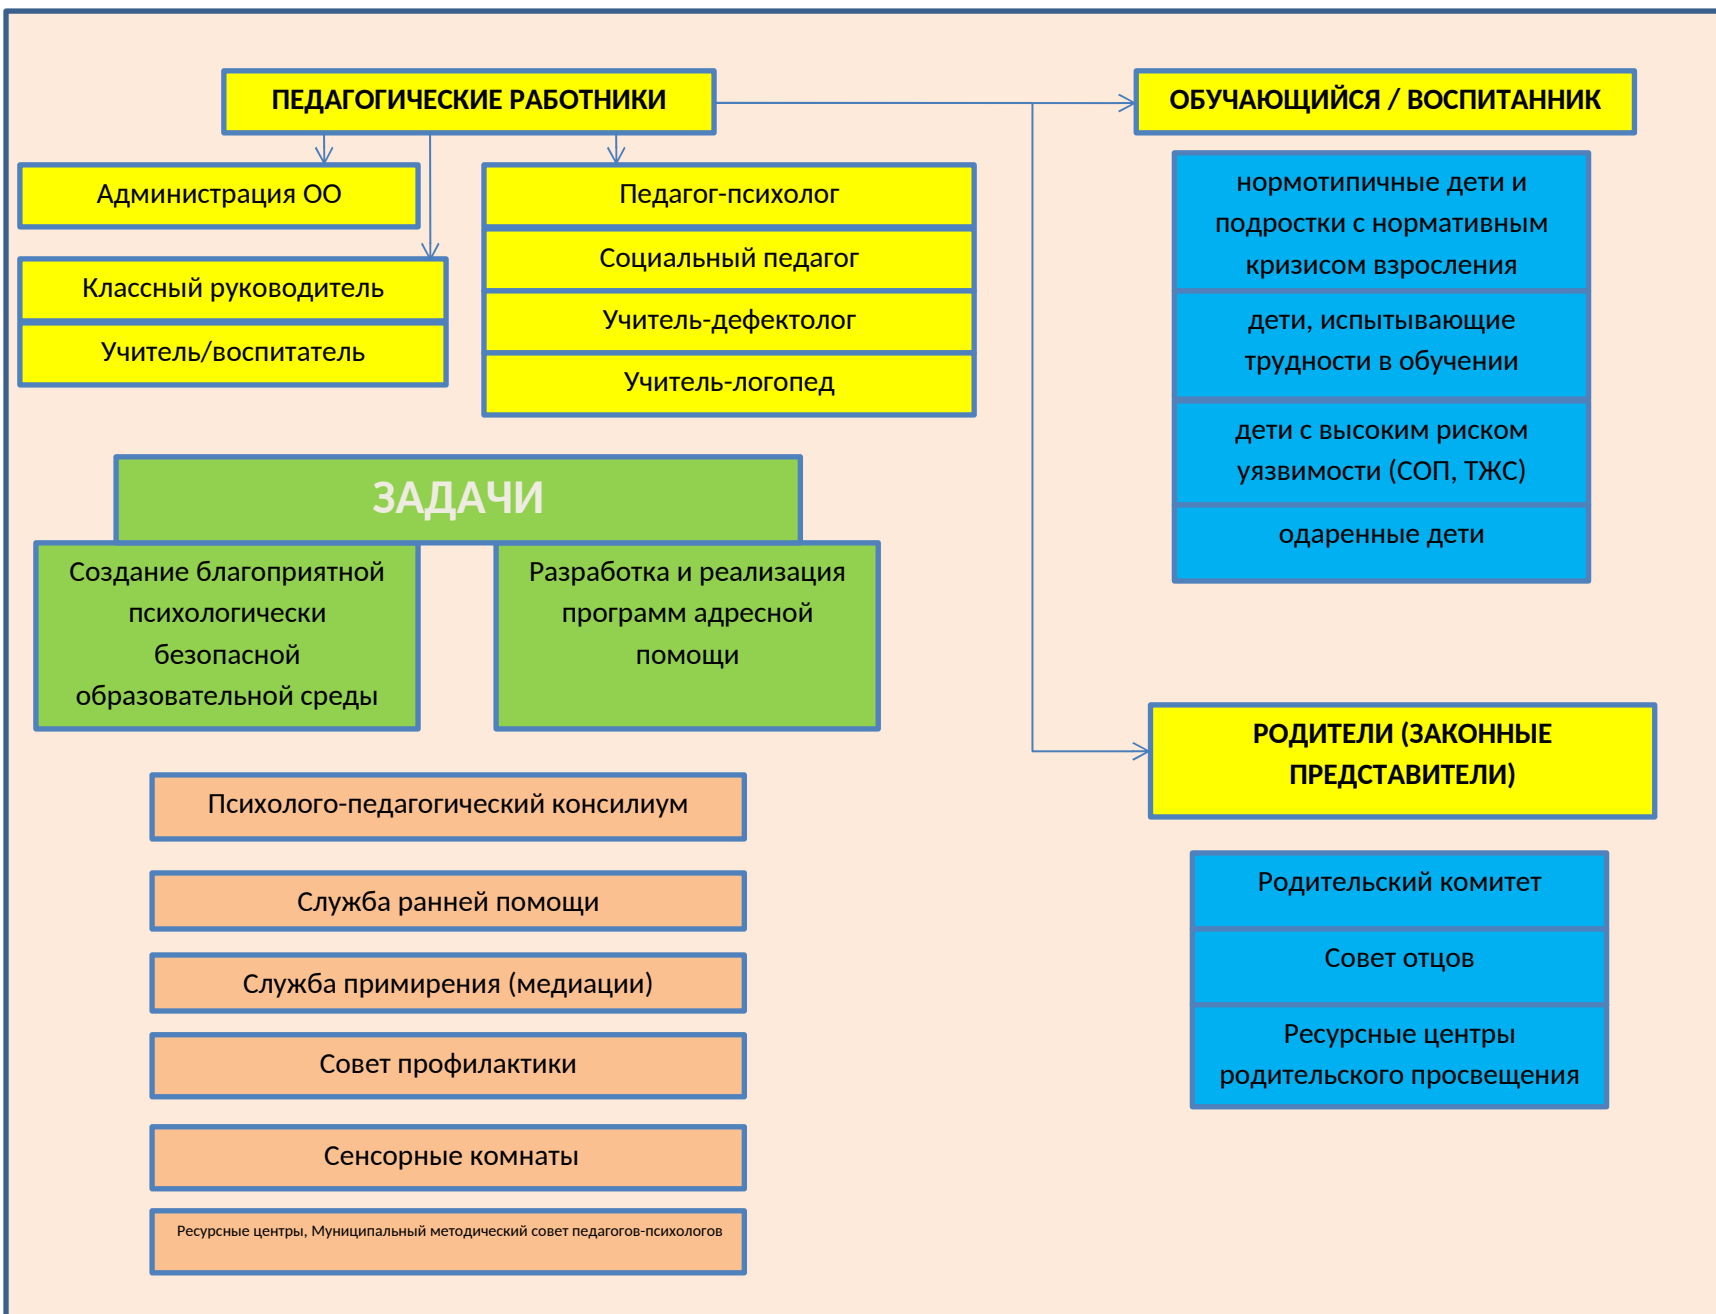 ПЕДАГОГИЧЕСКИЕ РАБОТНИКИ
Администрация ОО
Классный руководитель
Учитель/воспитатель
Педагог-психолог
Социальный педагог
Учитель-дефектолог
Учитель-логопед
ЗАДАЧИ
Создание благоприятной
психологически
безопасной
образовательной среды
Разработка и реализация
программ адресной
помощи
Психолого-педагогический консилиум
Служба ранней помощи
Служба примирения (медиации)
Совет профилактики
Сенсорные комнаты
Ресурсные центры, Муниципальный методический совет педагогов-психологов
ОБУЧАЮЩИЙСЯ / ВОСПИТАННИК
нормотипичные дети и
подростки с нормативным
кризисом взросления
дети, испытывающие
трудности в обучении
дети с высоким риском
уязвимости (СОП, ТЖС)
одаренные дети
РОДИТЕЛИ (ЗАКОННЫЕ
ПРЕДСТАВИТЕЛИ)
Родительский комитет
Совет отцов
Ресурсные центры
родительского просвещения